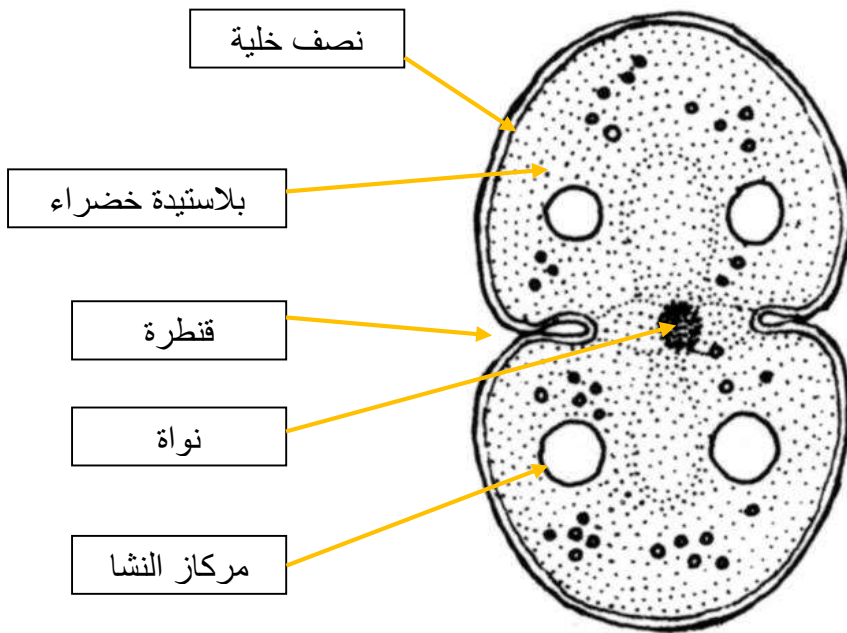 نصف خلية
بلاستيدة خضراء
قنطرة
نواة
مركاز النشا